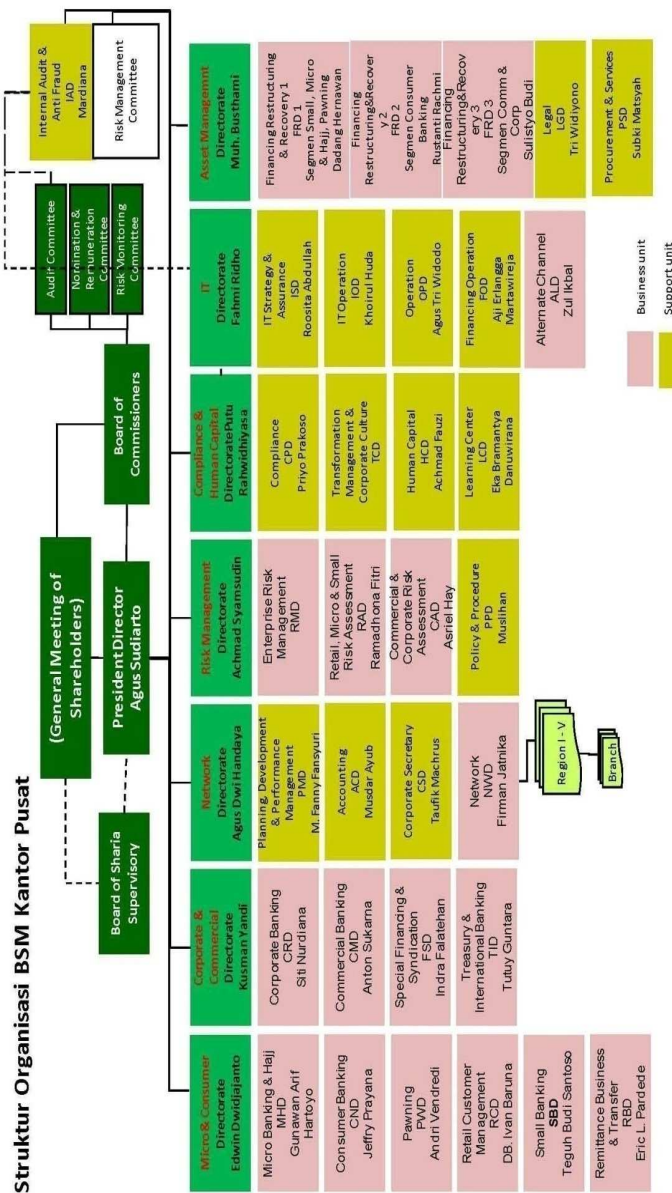 Struktur Organisasi BSM Kantor Pusat
(General Meeting of
Shareholders)
Board of Sharia
Supervisory
President Director
Agus Sudiarto
Board of
Commissioners
Audit Committee
Nomination &
Remuneration
Committee
Risk Monitoring
Committee
Internal Audit &
Anti Fraud
IAD
Mardiana
Risk Management
Committee
Micro & Consumer
Directorate
Edwin Dwidjajanto
Micro Banking & Hajj
MHD
Gunawan Arif
Hartoyo
Consumer Banking
CND
Jeffry Prayana
Pawning
PWD
Andri Vendredi
Retail Customer
Management
RCD
DB. Ivan Baruna
Small Banking
SBD
Teguh Budi Santoso
Remittance Business
& Transfer
RBD
Eric L. Pardede
Corporate &
Commercial
Directorate
Kusman Yandi
Corporate Banking
CRD
Siti Nurdiana
Commercial Banking
CMD
Anton Sukarna
Special Financing &
Syndication
FSD
Indra Falatehan
Treasury &
International Banking
TID
Tutuy Guntara
Network
Directorate
Agus Dwi Handaya
Planning, Development
& Performance
Management
PMD
M. Fanny Fansyuri
Accounting
ACD
Musdar Ayub
Corporate Secretary
CSD
Taufik Machrus
Network
NWD
Firman Jatnika
Region I - V
Branch
Risk Management
Directorate
Achmad Syamsudin
Enterprise Risk
Management
RMD
Retail, Micro & Small
Risk Assessment
RAD
Ramadhona Fitri
Commercial &
Corporate Risk
Assessment
CAD
Asriel Hay
Policy & Procedure
PPD
Muslihan
Compliance &
Human Capital
DirectoratePutu
Rahwidhiyasa
Compliance
CPD
Priyo Prakoso
Transformation
Management &
Corporate Culture
TCD
Human Capital
HCD
Achmad Fauzi
Learning Center
LCD
Eka Bramantya
Danuwirana
IT
Directorate
Fahmi Ridho
IT Strategy &
Assurance
ISD
Roosita Abdullah
IT Operation
IOD
Khoirul Huda
Operation
OPD
Agus Tri Widodo
Financing Operation
FOD
Aji Erlangga
Martawireja
Alternate Channel
ALD
Zul Ikbal
Asset Managemnt
Directorate
Muh. Busthami
Financing Restructuring
& Recovery 1
FRD 1
Segmen Small, Micro
& Hajj, Pawning
Dadang Hernawan
Financing
Restructuring&Recover
y 2
FRD 2
Segmen Consumer
Banking
Rustanti Rachmi
Financing
Restructuring&Recov
ery 3
FRD 3
Segmen Comm &
Corp
Sulistyo Budi
Legal
LGD
Tri Widiyono
Procurement & Services
PSD
Subki Matsyah
Business unit
Support unit